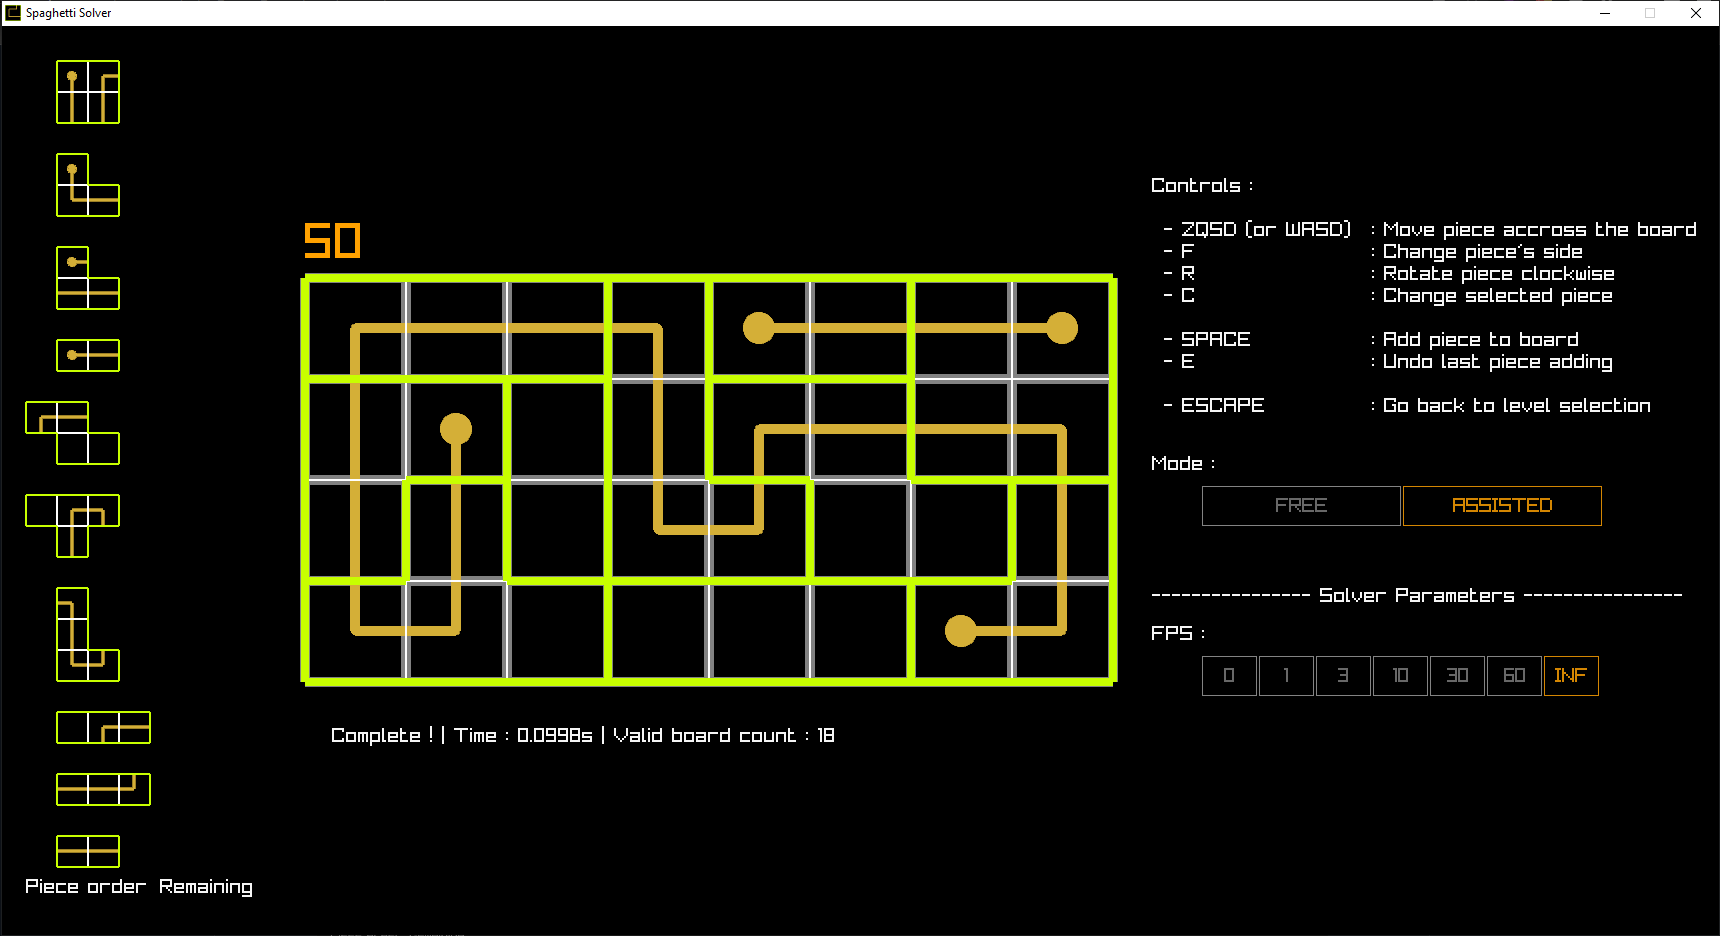 Spaghetti Solver
50
Controls :
- ZQSD (or WASD) : Move piece accross the board
- F : Change piece's side
- R : Rotate piece clockwise
- C : Change selected piece
- SPACE : Add piece to board
- E : Undo last piece adding
- ESCAPE : Go back to level selection
Mode :
FREE ASSISTED
---------------- Solver Parameters ----------------
FPS :
0 1 3 10 30 60 INF
Complete ! | Time : 0.0998s | Valid board count : 18
Piece order Remaining